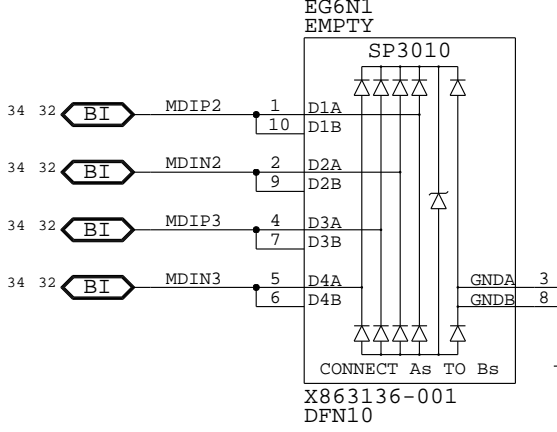 EG6N1
EMPTY
SP3010
34 32 BI MDIP2 1 D1A
10 D1B
34 32 BI MDIN2 2 D2A
9 D2B
34 32 BI MDIP3 4 D3A
7 D3B
34 32 BI MDIN3 5 D4A GNDA 3
6 D4B GNDB 8
CONNECT As TO Bs
X863136-001
DFN10